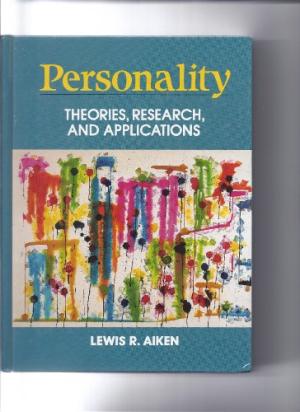 Personality
THEORIES, RESEARCH,
AND APPLICATIONS
LEWIS R. AIKEN